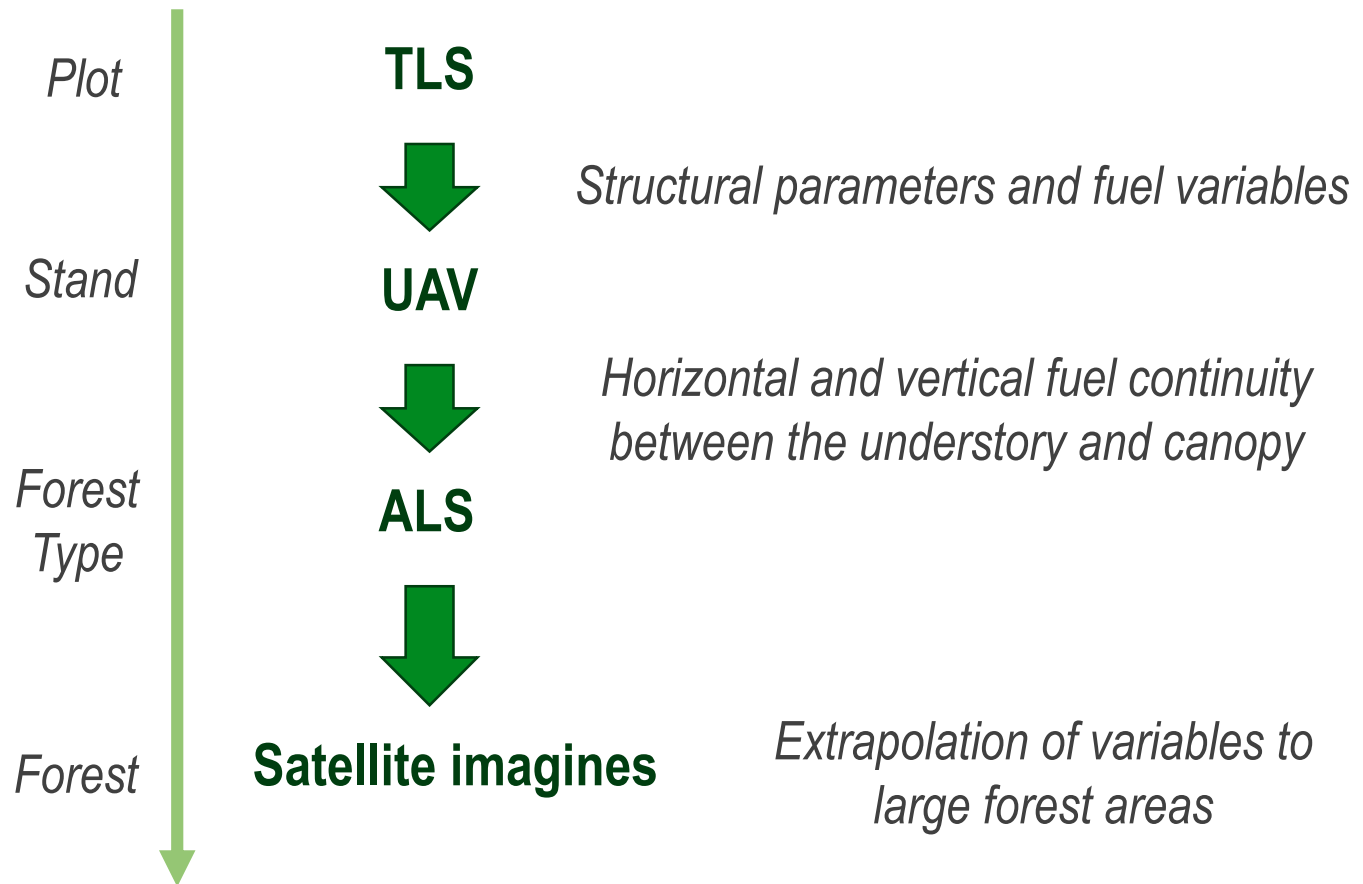 Plot
TLS
Structural parameters and fuel variables
Stand
UAV
Horizontal and vertical fuel continuity
between the understory and canopy
Forest
Type
ALS
Forest
Satellite imagines
Extrapolation of variables to
large forest areas